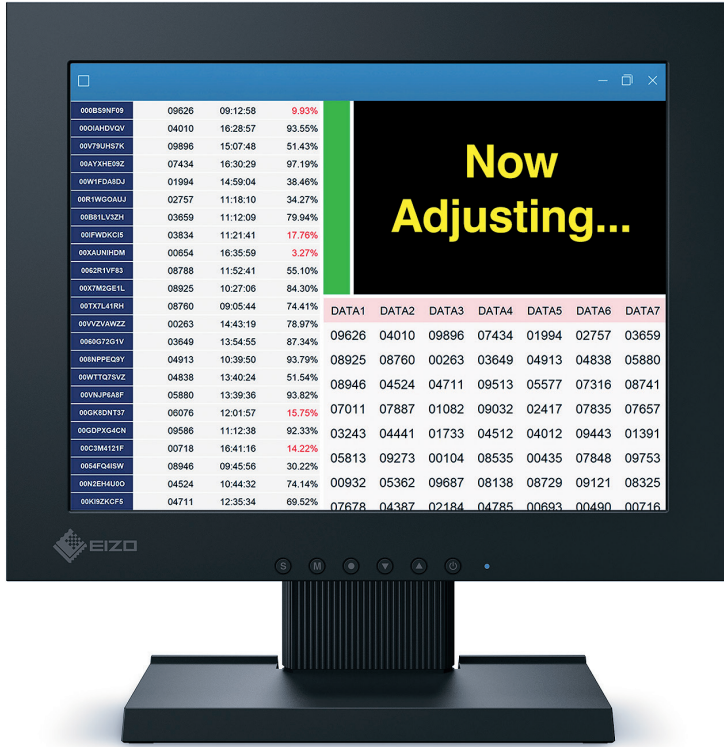 000BS9NF09 09626 09:12:58 9.93%
00OIAHDVQV 04010 16:28:57 93.55%
00V79UHS7K 09896 15:07:48 51.43%
00AYXHE09Z 07434 16:30:29 97.19%
00W1FDA8DJ 01994 14:59:04 38.46%
00R1WGOAUJ 02757 11:18:10 34.27%
00B81LV3ZH 03659 11:12:09 79.94%
00IFWDKCI5 03834 11:21:41 17.76%
00XAUNIHDM 00654 16:35:59 3.27%
0062R1VF83 08788 11:52:41 55.10%
00X7M2GE1L 08925 10:27:06 84.30%
00TX7L41RH 08760 09:05:44 74.41%
00VVZVAWZZ 00263 14:43:19 78.97%
0060G72G1V 03649 13:54:55 87.34%
008NPPEQ9Y 04913 10:39:50 93.79%
00WTTQ7SVZ 04838 13:40:24 51.54%
00VNJP6A8F 05880 13:39:36 93.82%
00GK8DNT37 06076 12:01:57 15.75%
00GDPXG4CN 09586 11:12:38 92.33%
00C3M4121F 00718 16:41:16 14.22%
0054FQ4ISW 08946 09:45:56 30.22%
00N2EH4U0O 04524 10:44:32 74.14%
00KI9ZKCF5 04711 12:35:34 69.52%
Now
Adjusting...
DATA1 DATA2 DATA3 DATA4 DATA5 DATA6 DATA7
09626 04010 09896 07434 01994 02757 03659
08925 08760 00263 03649 04913 04838 05880
08946 04524 04711 09513 05577 07316 08741
07011 07887 01082 09032 02417 07835 07657
03243 04441 01733 04512 04012 09443 01391
05813 09273 00104 08535 00435 07848 09753
00932 05362 09687 08138 08729 09121 08325
07678 04387 02184 04785 00693 00490 00716
EIZO
S M